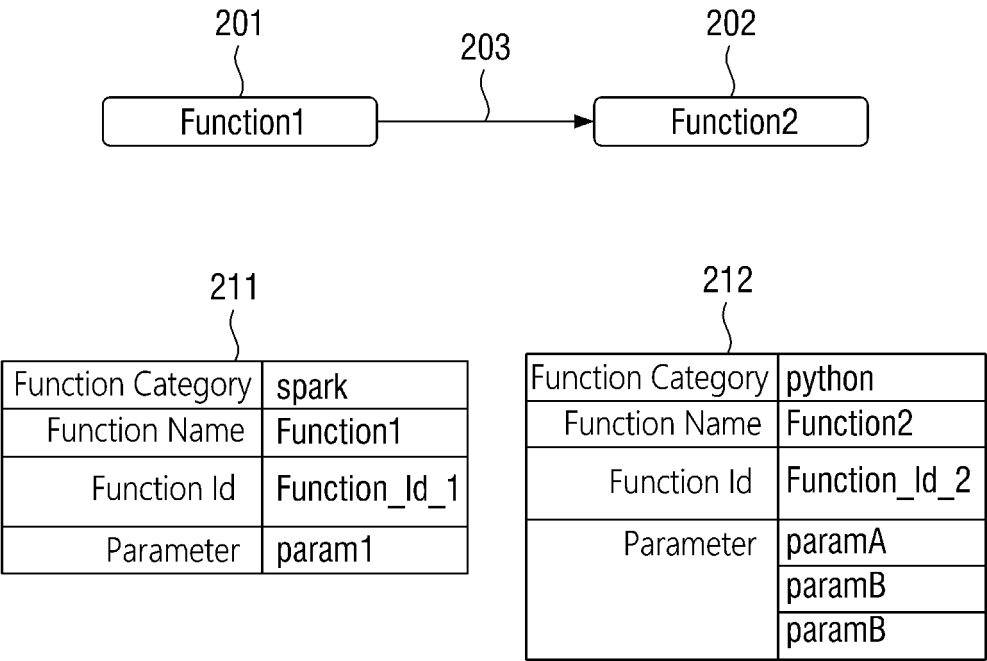 201
203
202
Function1
Function2
211
Function Category spark
Function Name Function1
Function Id Function_Id_1
Parameter param1
212
Function Category python
Function Name Function2
Function Id Function_Id_2
Parameter paramA
paramB
paramB